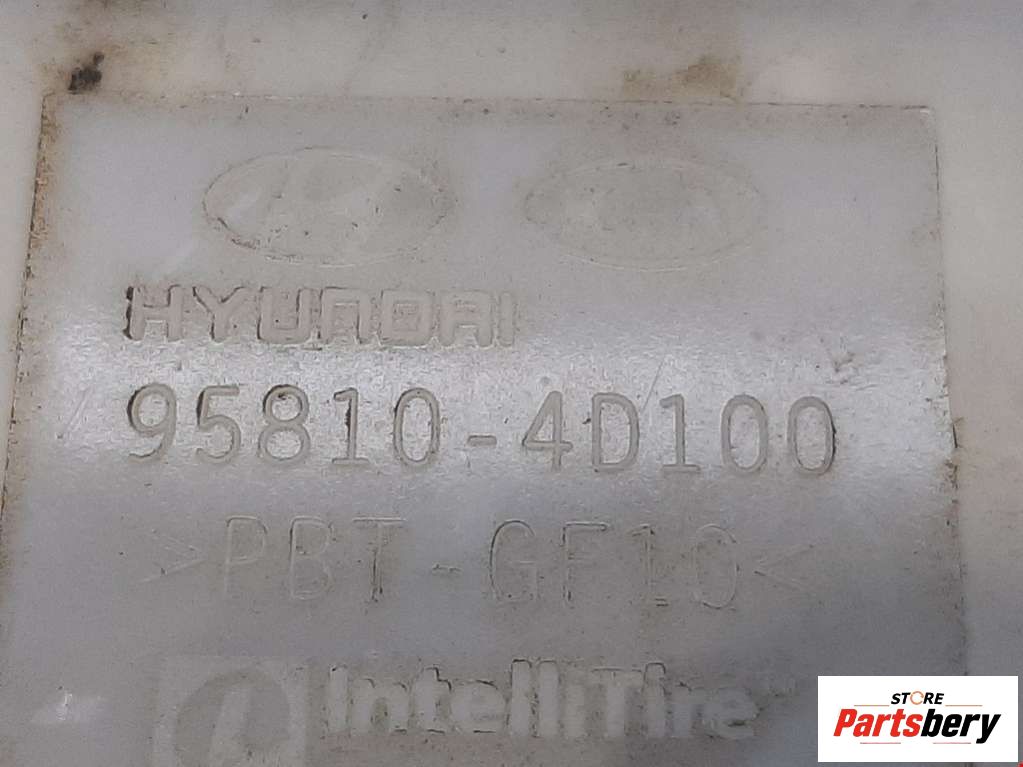 HYUNDAI
95810-4D100
>PBT-GF10<
IntelliTire
STORE
Partsbery